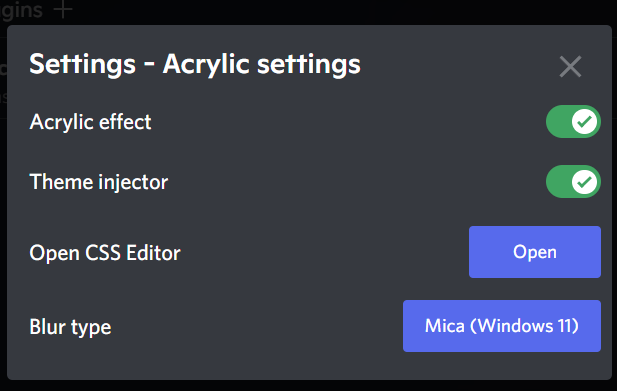 gins +
Settings - Acrylic settings
Acrylic effect
Theme injector
Open CSS Editor
Open
Blur type
Mica (Windows 11)